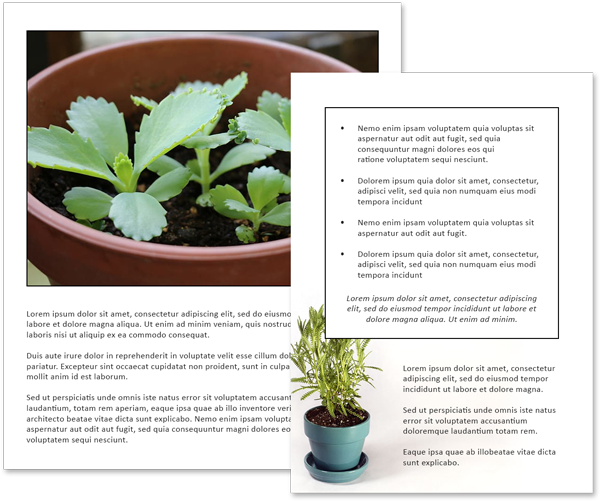 Lorem ipsum dolor sit amet, consectetur adipiscing elit, sed do eiusmo
labore et dolore magna aliqua. Ut enim ad minim veniam, quis nostruc
laboris nisi ut aliquip ex ea commodo consequat.
Duis aute irure dolor in reprehenderit in voluptate velit esse cillum dol
pariatur. Excepteur sint occaecat cupidatat non proident, sunt in culpa
mollit anim id est laborum.
Sed ut perspiciatis unde omnis iste natus error sit voluptatem accusan
laudantium, totam rem aperiam, eaque ipsa quae ab illo inventore veri
architecto beatae vitae dicta sunt explicabo. Nemo enim ipsam volupta
aspernatur aut odit aut fugit, sed quia consequuntur magni dolores eo
voluptatem sequi nesciunt.
• Nemo enim ipsam voluptatem quia voluptas sit
aspernatur aut odit aut fugit, sed quia
consequuntur magni dolores eos qui
ratione voluptatem sequi nesciunt.
• Dolorem ipsum quia dolor sit amet, consectetur,
adipisci velit, sed quia non numquam eius modi
tempora incidunt
• Nemo enim ipsam voluptatem quia voluptas sit
aspernatur aut odit aut fugit.
• Dolorem ipsum quia dolor sit amet, consectetur,
adipisci velit, sed quia non numquam eius modi
tempora incidunt
Lorem ipsum dolor sit amet, consectetur adipiscing
elit, sed do eiusmod tempor incididunt ut labore et
dolore magna aliqua. Ut enim ad minim.
Lorem ipsum dolor sit amet, consectetur
adipiscing elit, sed do eiusmod tempor
incididunt ut labore et dolore magna.
Sed ut perspiciatis unde omnis iste natus
error sit voluptatem accusantium
doloremque laudantium totam rem.
Eaque ipsa quae ab illobeatae vitae dicta
sunt explicabo.